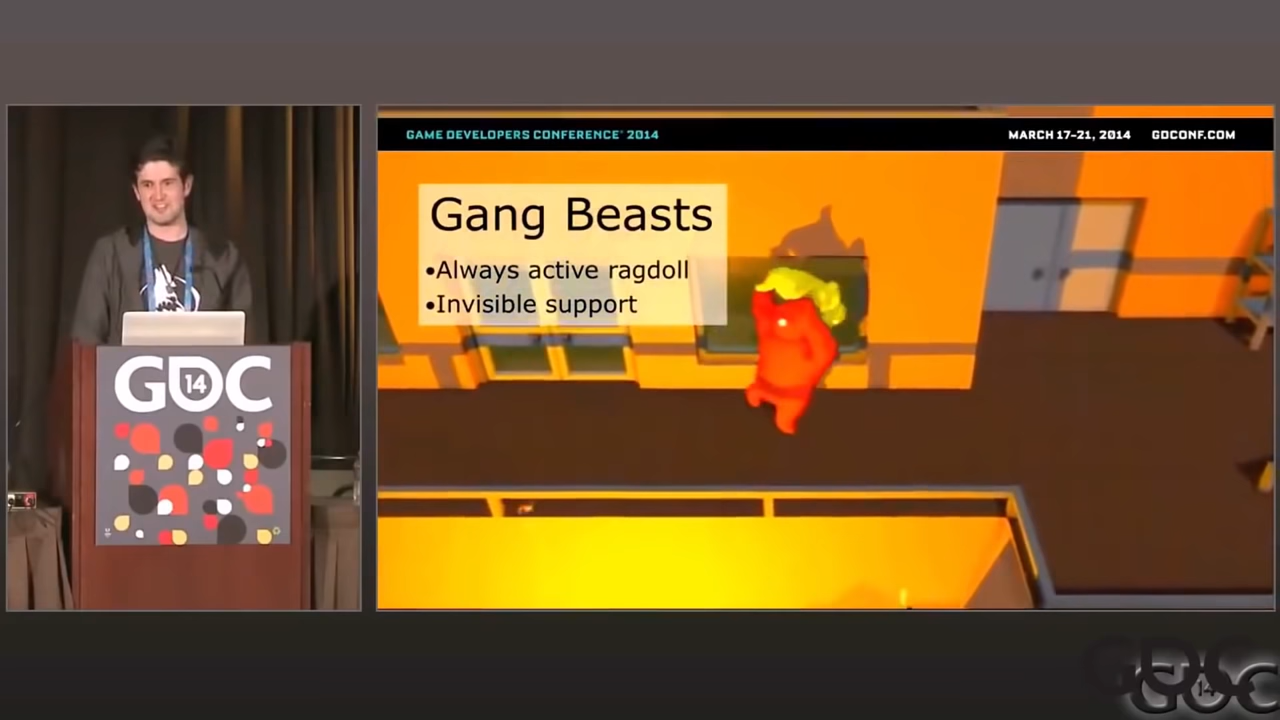 GAME DEVELOPERS CONFERENCE® 2014
MARCH 17–21, 2014 GDCONF.COM
Gang Beasts
•Always active ragdoll
•Invisible support
GDC
14
GDC
14